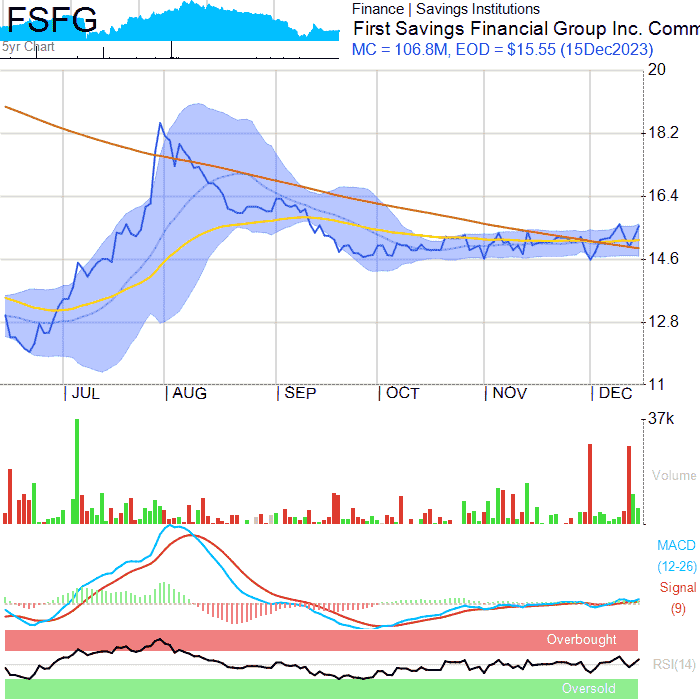 FSFG
5yr Chart
Finance | Savings Institutions
First Savings Financial Group Inc. Comm
MC = 106.8M, EOD = $15.55 (15Dec2023)
20
18.2
16.4
14.6
12.8
11
| JUL | AUG | SEP | OCT | NOV | DEC
37k
Volume
MACD
(12-26)
Signal
(9)
Overbought
RSI(14)
Oversold